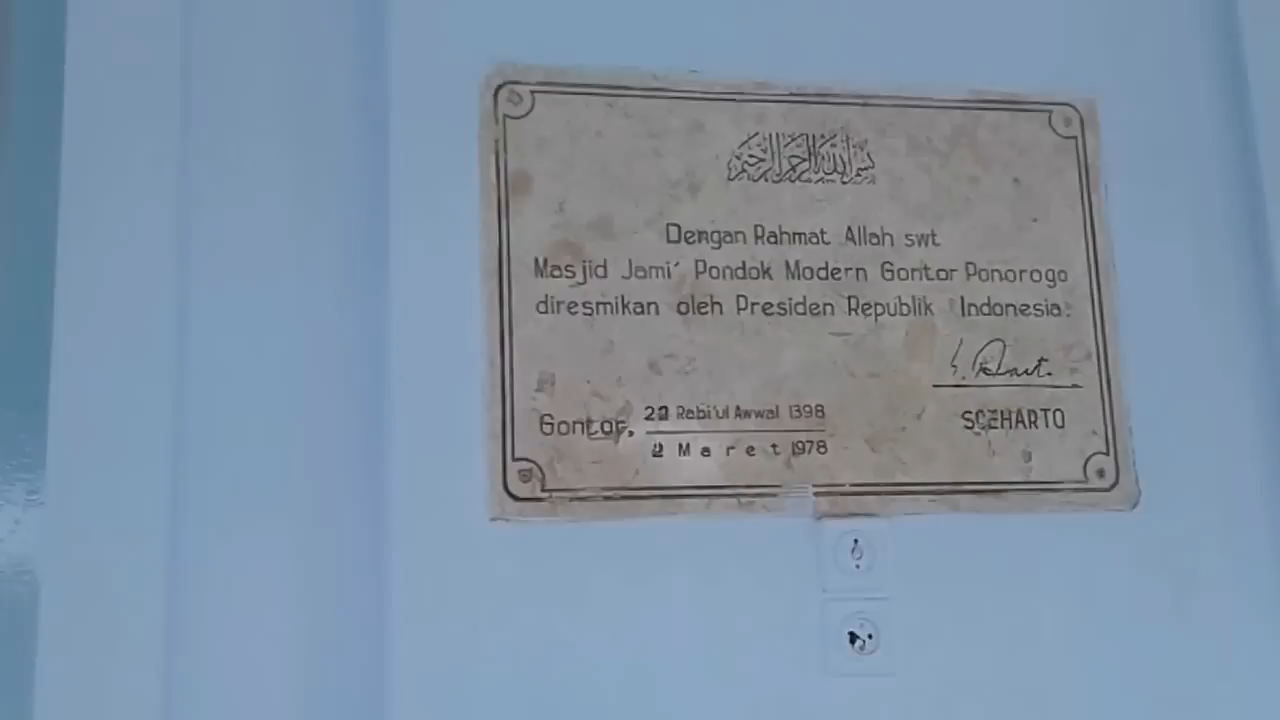 بسم الله الرحمن الرحيم
Dengan Rahmat Allah swt
Masjid Jami' Pondok Modern Gontor Ponorogo
diresmikan oleh Presiden Republik Indonesia:
Gontor,
Rabi'ul Awwal 1398
2 Maret 1978
SOEHARTO